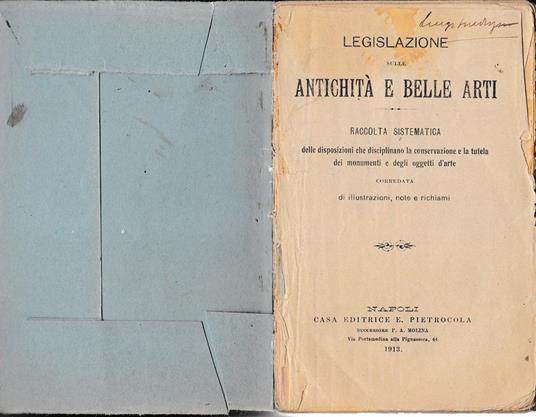 LEGISLAZIONE
SULLE
ANTICHITÀ E BELLE ARTI
RACCOLTA SISTEMATICA
delle disposizioni che disciplinano la conservazione e la tutela
dei monumenti e degli oggetti d'arte
CORREDATA
di illustrazioni, note e richiami
NAPOLI
CASA EDITRICE E. PIETROCOLA
SUCCESSORE P. A. MOLINA
Via Portamedina alla Pignasecca, 44
1913.